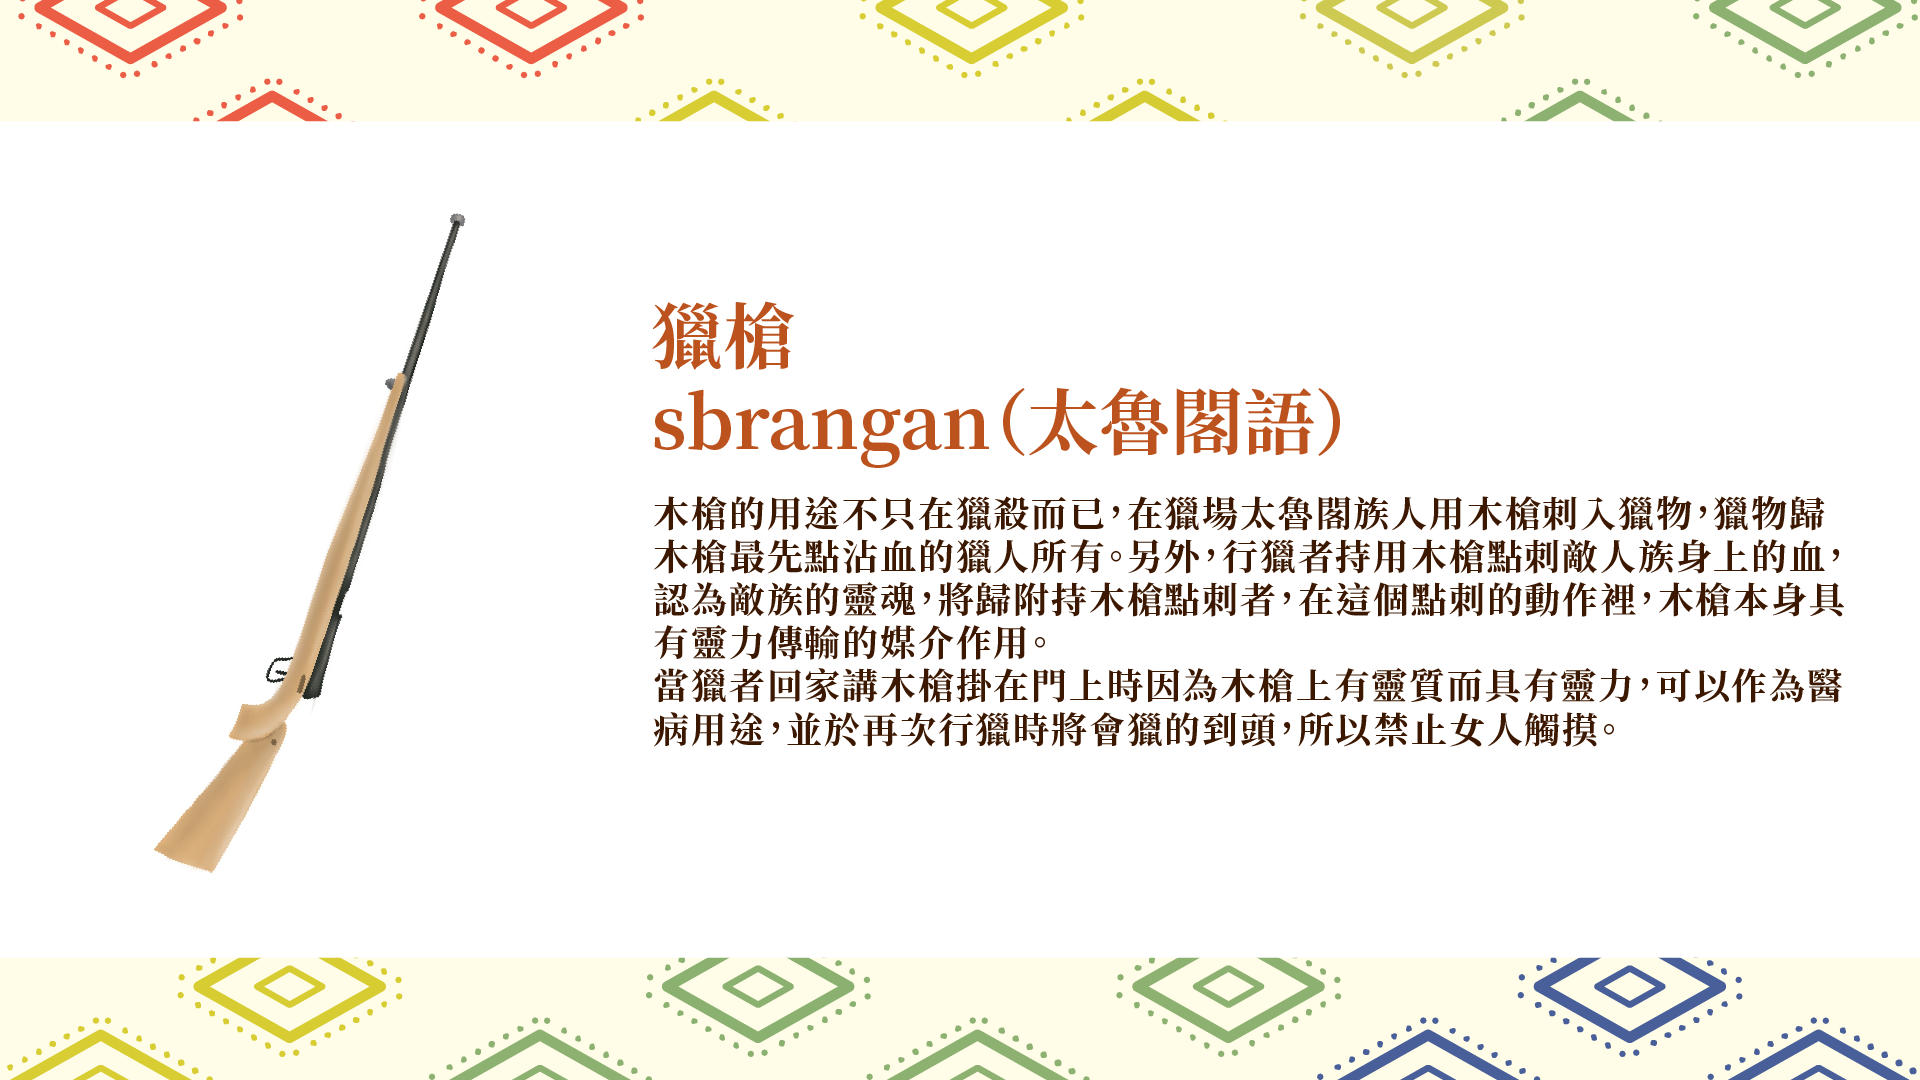 獵槍
sbrangan（太魯閣語）
木槍的用途不只在獵殺而已，在獵場太魯閣族人用木槍刺入獵物，獵物歸
木槍最先點沾血的獵人所有。另外，行獵者持用木槍點刺敵人族身上的血，
認為敵族的靈魂，將歸附持木槍點刺者，在這個點刺的動作裡，木槍本身具
有靈力傳輸的媒介作用。
當獵者回家講木槍掛在門上時因為木槍上有靈質而具有靈力，可以作為醫
病用途，並於再次行獵時將會獵的到頭，所以禁止女人觸摸。